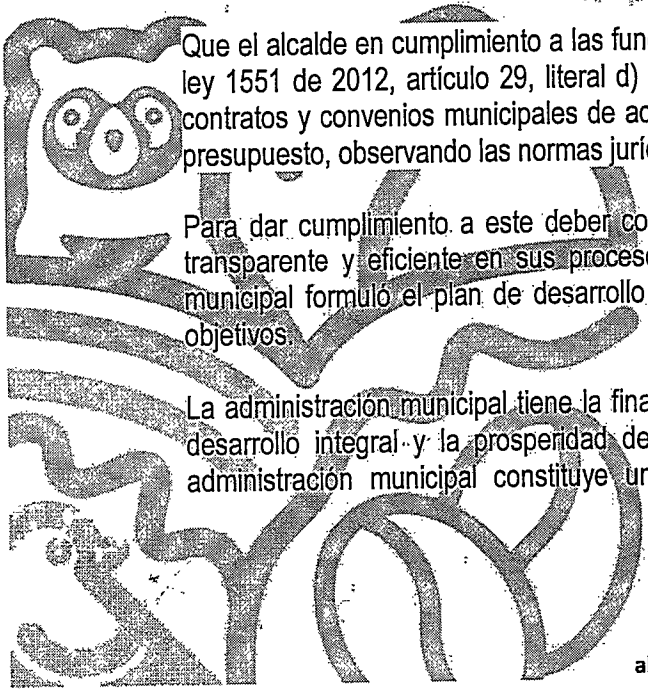 Que el alcalde en cumplimiento a las fun
ley 1551 de 2012, artículo 29, literal d)
contratos y convenios municipales de ac
presupuesto, observando las normas juríd
Para dar cumplimiento a este deber co
transparente y eficiente en sus proceso
municipal formuló el plan de desarrollo
objetivos.
La administración municipal tiene la fina
desarrollo integral y la prosperidad de
administración municipal constituye un
al